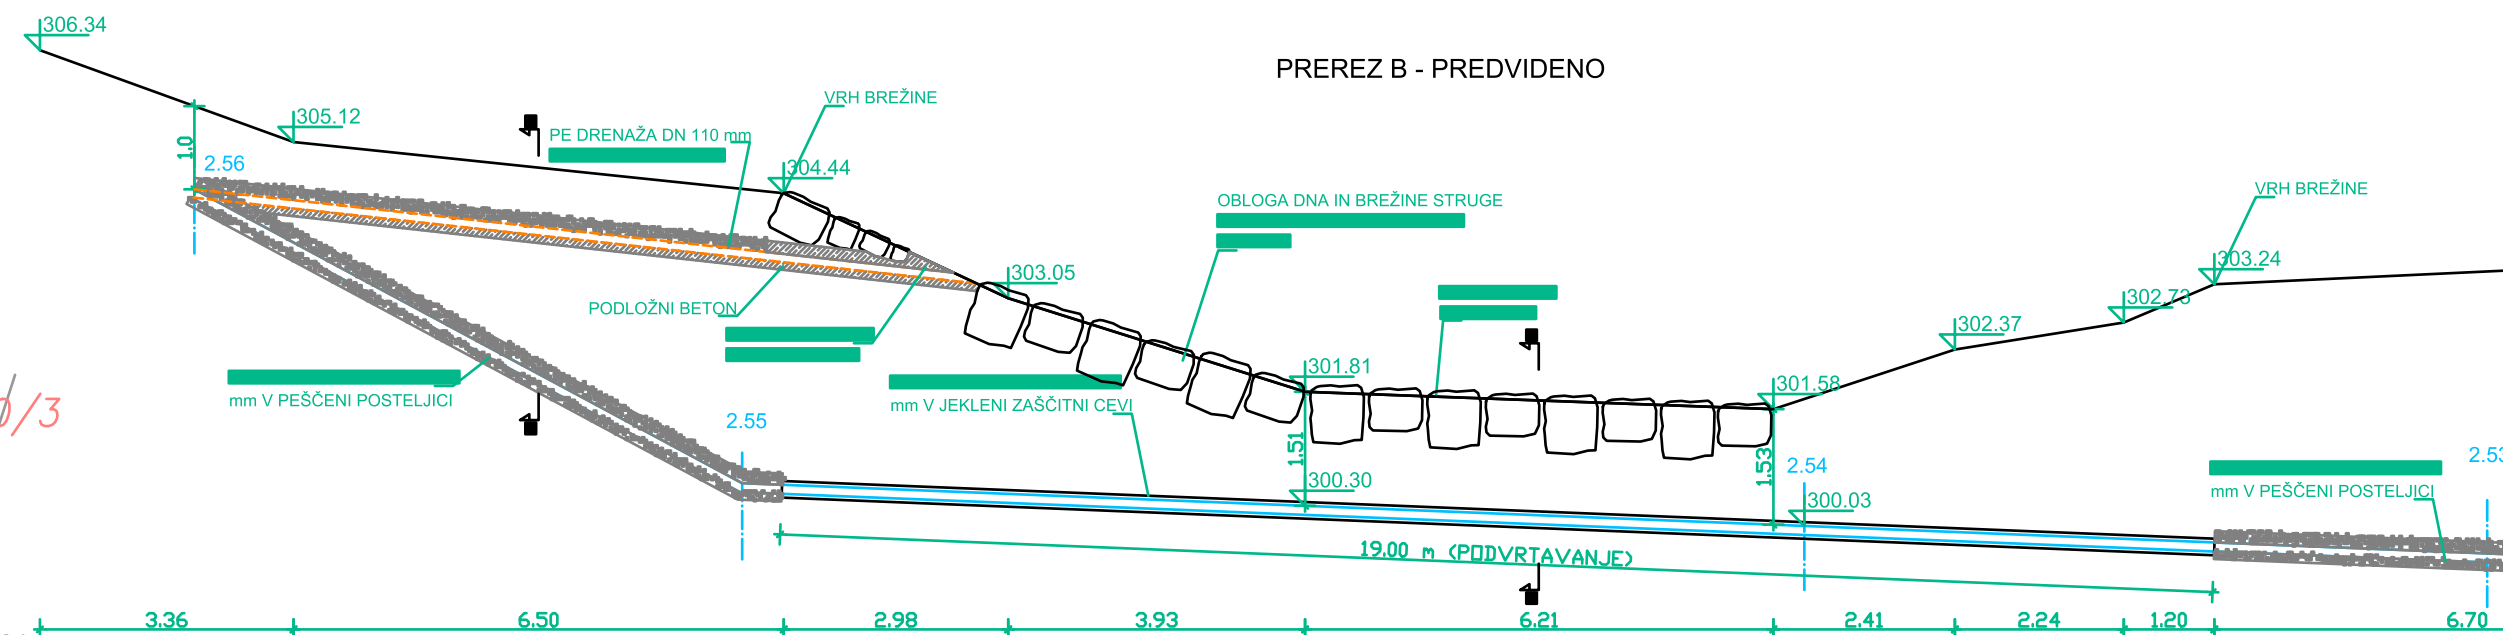 306.34
PREREZ B - PREDVIDENO
VRH BREŽINE
305.12
PE DRENAŽA DN 110 mm
1.0
2.56
304.44
OBLOGA DNA IN BREŽINE STRUGE
VRH BREŽINE
303.05
303.24
302.73
PODLOŽNI BETON
302.37
301.81
301.58
mm V PEŠČENI POSTELJICI
mm V JEKLENI ZAŠČITNI CEVI
/3
2.55
1.51
1.53
2.54
2.53
300.30
mm V PEŠČENI POSTELJICI
300.03
19.00 m (PODVRTAVANJE)
3.36
6.50
2.98
3.93
6.21
2.41
2.24
1.20
6.70